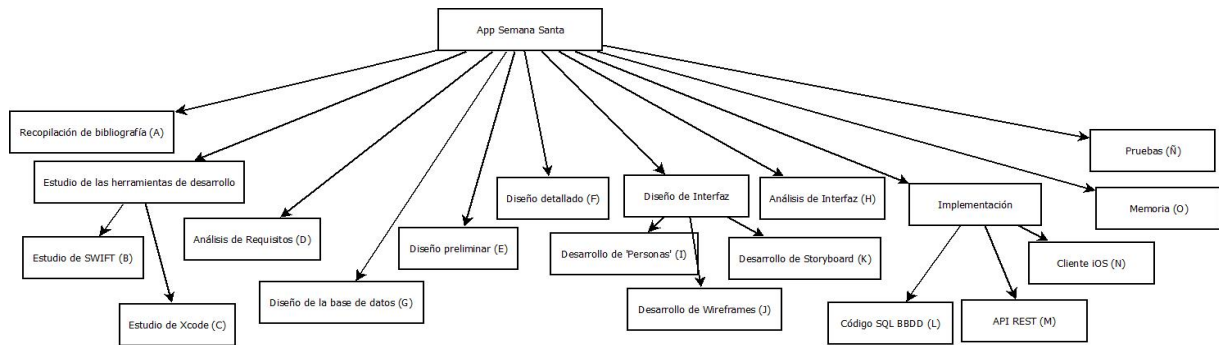 App Semana Santa
Recopilación de bibliografía (A)
Pruebas (Ñ)
Estudio de las herramientas de desarrollo
Diseño detallado (F)
Diseño de Interfaz
Análisis de Interfaz (H)
Implementación
Memoria (O)
Análisis de Requisitos (D)
Diseño preliminar (E)
Estudio de SWIFT (B)
Desarrollo de 'Personas' (I)
Desarrollo de Storyboard (K)
Cliente iOS (N)
Diseño de la base de datos (G)
Desarrollo de Wireframes (J)
Estudio de Xcode (C)
Código SQL BBDD (L)
API REST (M)